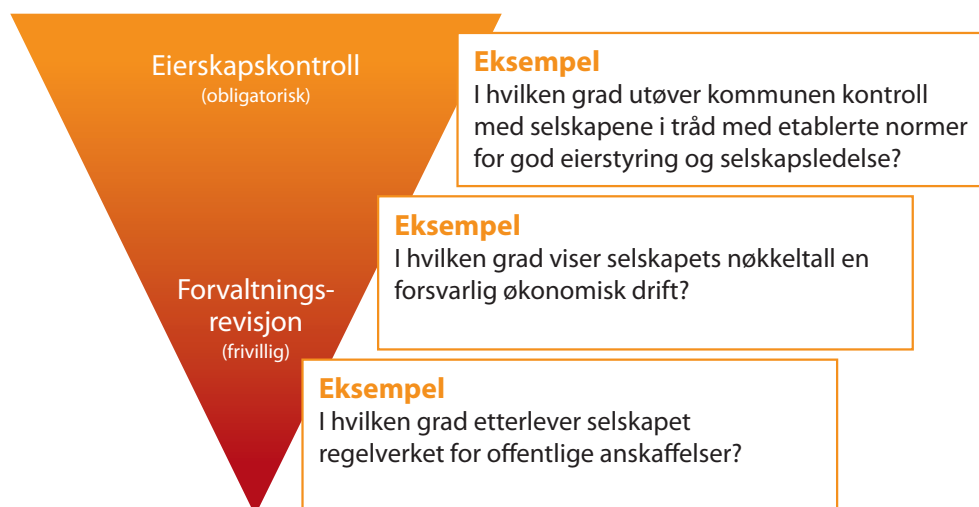 Eierskapskontroll
(obligatorisk)
Eksempel
I hvilken grad utøver kommunen kontroll
med selskapene i tråd med etablerte normer
for god eierstyring og selskapsledelse?
Eksempel
I hvilken grad viser selskapets nøkkeltall en
forsvarlig økonomisk drift?
Forvaltnings-
revisjon
(frivillig)
Eksempel
I hvilken grad etterlever selskapet
regelverket for offentlige anskaffelser?